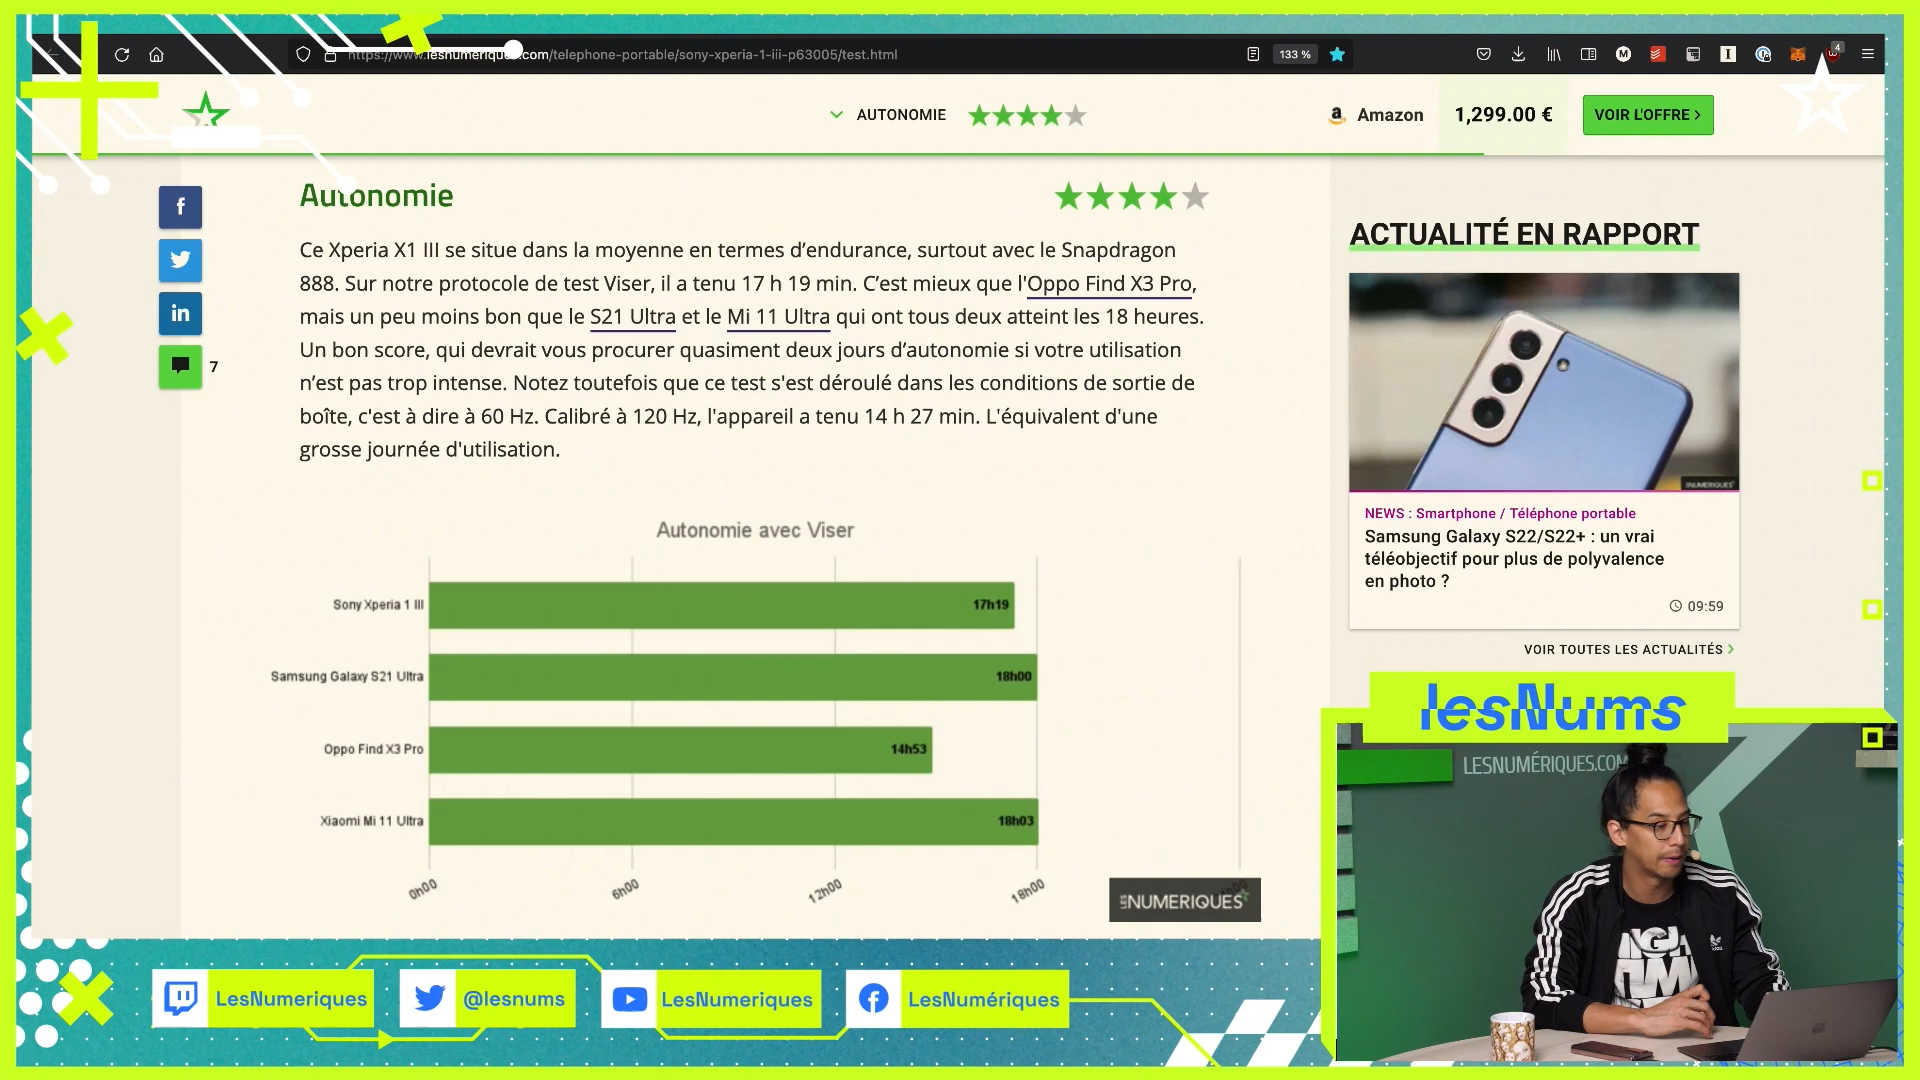 https://www.lesnumeriques.com/telephone-portable/sony-xperia-1-iii-p63005/test.html
133 %
4
AUTONOMIE
Amazon
1,299.00 €
VOIR L'OFFRE
Autonomie
Ce Xperia X1 III se situe dans la moyenne en termes d’endurance, surtout avec le Snapdragon
888. Sur notre protocole de test Viser, il a tenu 17 h 19 min. C’est mieux que l'Oppo Find X3 Pro,
mais un peu moins bon que le S21 Ultra et le Mi 11 Ultra qui ont tous deux atteint les 18 heures.
Un bon score, qui devrait vous procurer quasiment deux jours d’autonomie si votre utilisation
n’est pas trop intense. Notez toutefois que ce test s'est déroulé dans les conditions de sortie de
boîte, c'est à dire à 60 Hz. Calibré à 120 Hz, l'appareil a tenu 14 h 27 min. L'équivalent d'une
grosse journée d'utilisation.
7
Autonomie avec Viser
Sony Xperia 1 III
17h19
Samsung Galaxy S21 Ultra
18h00
Oppo Find X3 Pro
14h53
Xiaomi Mi 11 Ultra
18h03
0h00
6h00
12h00
18h00
LES NUMERIQUES
ACTUALITÉ EN RAPPORT
NEWS : Smartphone / Téléphone portable
Samsung Galaxy S22/S22+ : un vrai
téléobjectif pour plus de polyvalence
en photo ?
09:59
VOIR TOUTES LES ACTUALITÉS
lesNums
LESNUMÉRIQUES.COM
LesNumeriques
@lesnums
LesNumeriques
LesNumériques